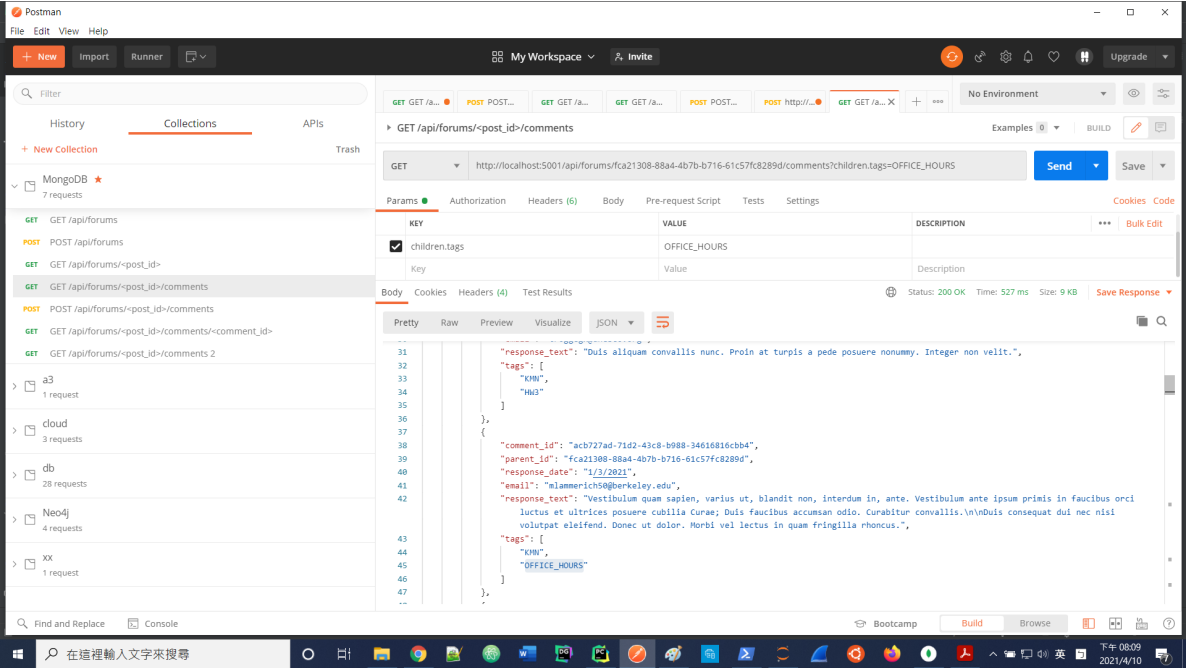 Postman
File Edit View Help
+ New Import Runner My Workspace Invite Upgrade
Filter
History Collections APIs
+ New Collection Trash
MongoDB
7 requests
GET GET /api/forums
POST POST /api/forums
GET GET /api/forums/<post_id>
GET GET /api/forums/<post_id>/comments
POST POST /api/forums/<post_id>/comments
GET GET /api/forums/<post_id>/comments/<comment_id>
GET GET /api/forums/<post_id>/comments 2
a3
1 request
cloud
3 requests
db
28 requests
Neo4j
4 requests
xx
1 request
GET GET /a... POST POST... GET GET /a... GET GET /a... POST POST... POST http://... GET GET /a... No Environment
GET /api/forums/<post_id>/comments Examples 0 BUILD
GET http://localhost:5001/api/forums/fca21308-88a4-4b7b-b716-61c57fc8289d/comments?children.tags=OFFICE_HOURS Send Save
Params Authorization Headers (6) Body Pre-request Script Tests Settings Cookies Code
KEY VALUE DESCRIPTION Bulk Edit
children.tags OFFICE_HOURS
Key Value Description
Body Cookies Headers (4) Test Results Status: 200 OK Time: 527 ms Size: 9 KB Save Response
Pretty Raw Preview Visualize JSON
31 "response_text": "Duis aliquam convallis nunc. Proin at turpis a pede posuere nonummy. Integer non velit.",
32 "tags": [
33 "KMN",
34 "HW3"
35 ]
36 },
37 {
38 "comment_id": "acb727ad-71d2-43c8-b988-34616816cbb4",
39 "parent_id": "fca21308-88a4-4b7b-b716-61c57fc8289d",
40 "response_date": "1/3/2021",
41 "email": "mlammerich50@berkeley.edu",
42 "response_text": "Vestibulum quam sapien, varius ut, blandit non, interdum in, ante. Vestibulum ante ipsum primis in faucibus orci
luctus et ultrices posuere cubilia Curae; Duis faucibus accumsan odio. Curabitur convallis.\n\nDuis consequat dui nec nisi
volutpat eleifend. Donec ut dolor. Morbi vel lectus in quam fringilla rhoncus.",
43 "tags": [
44 "KMN",
45 "OFFICE_HOURS"
46 ]
47 },
Find and Replace Console Bootcamp Build Browse
在這裡輸入文字來搜尋 英 下午 08:09
2021/4/10